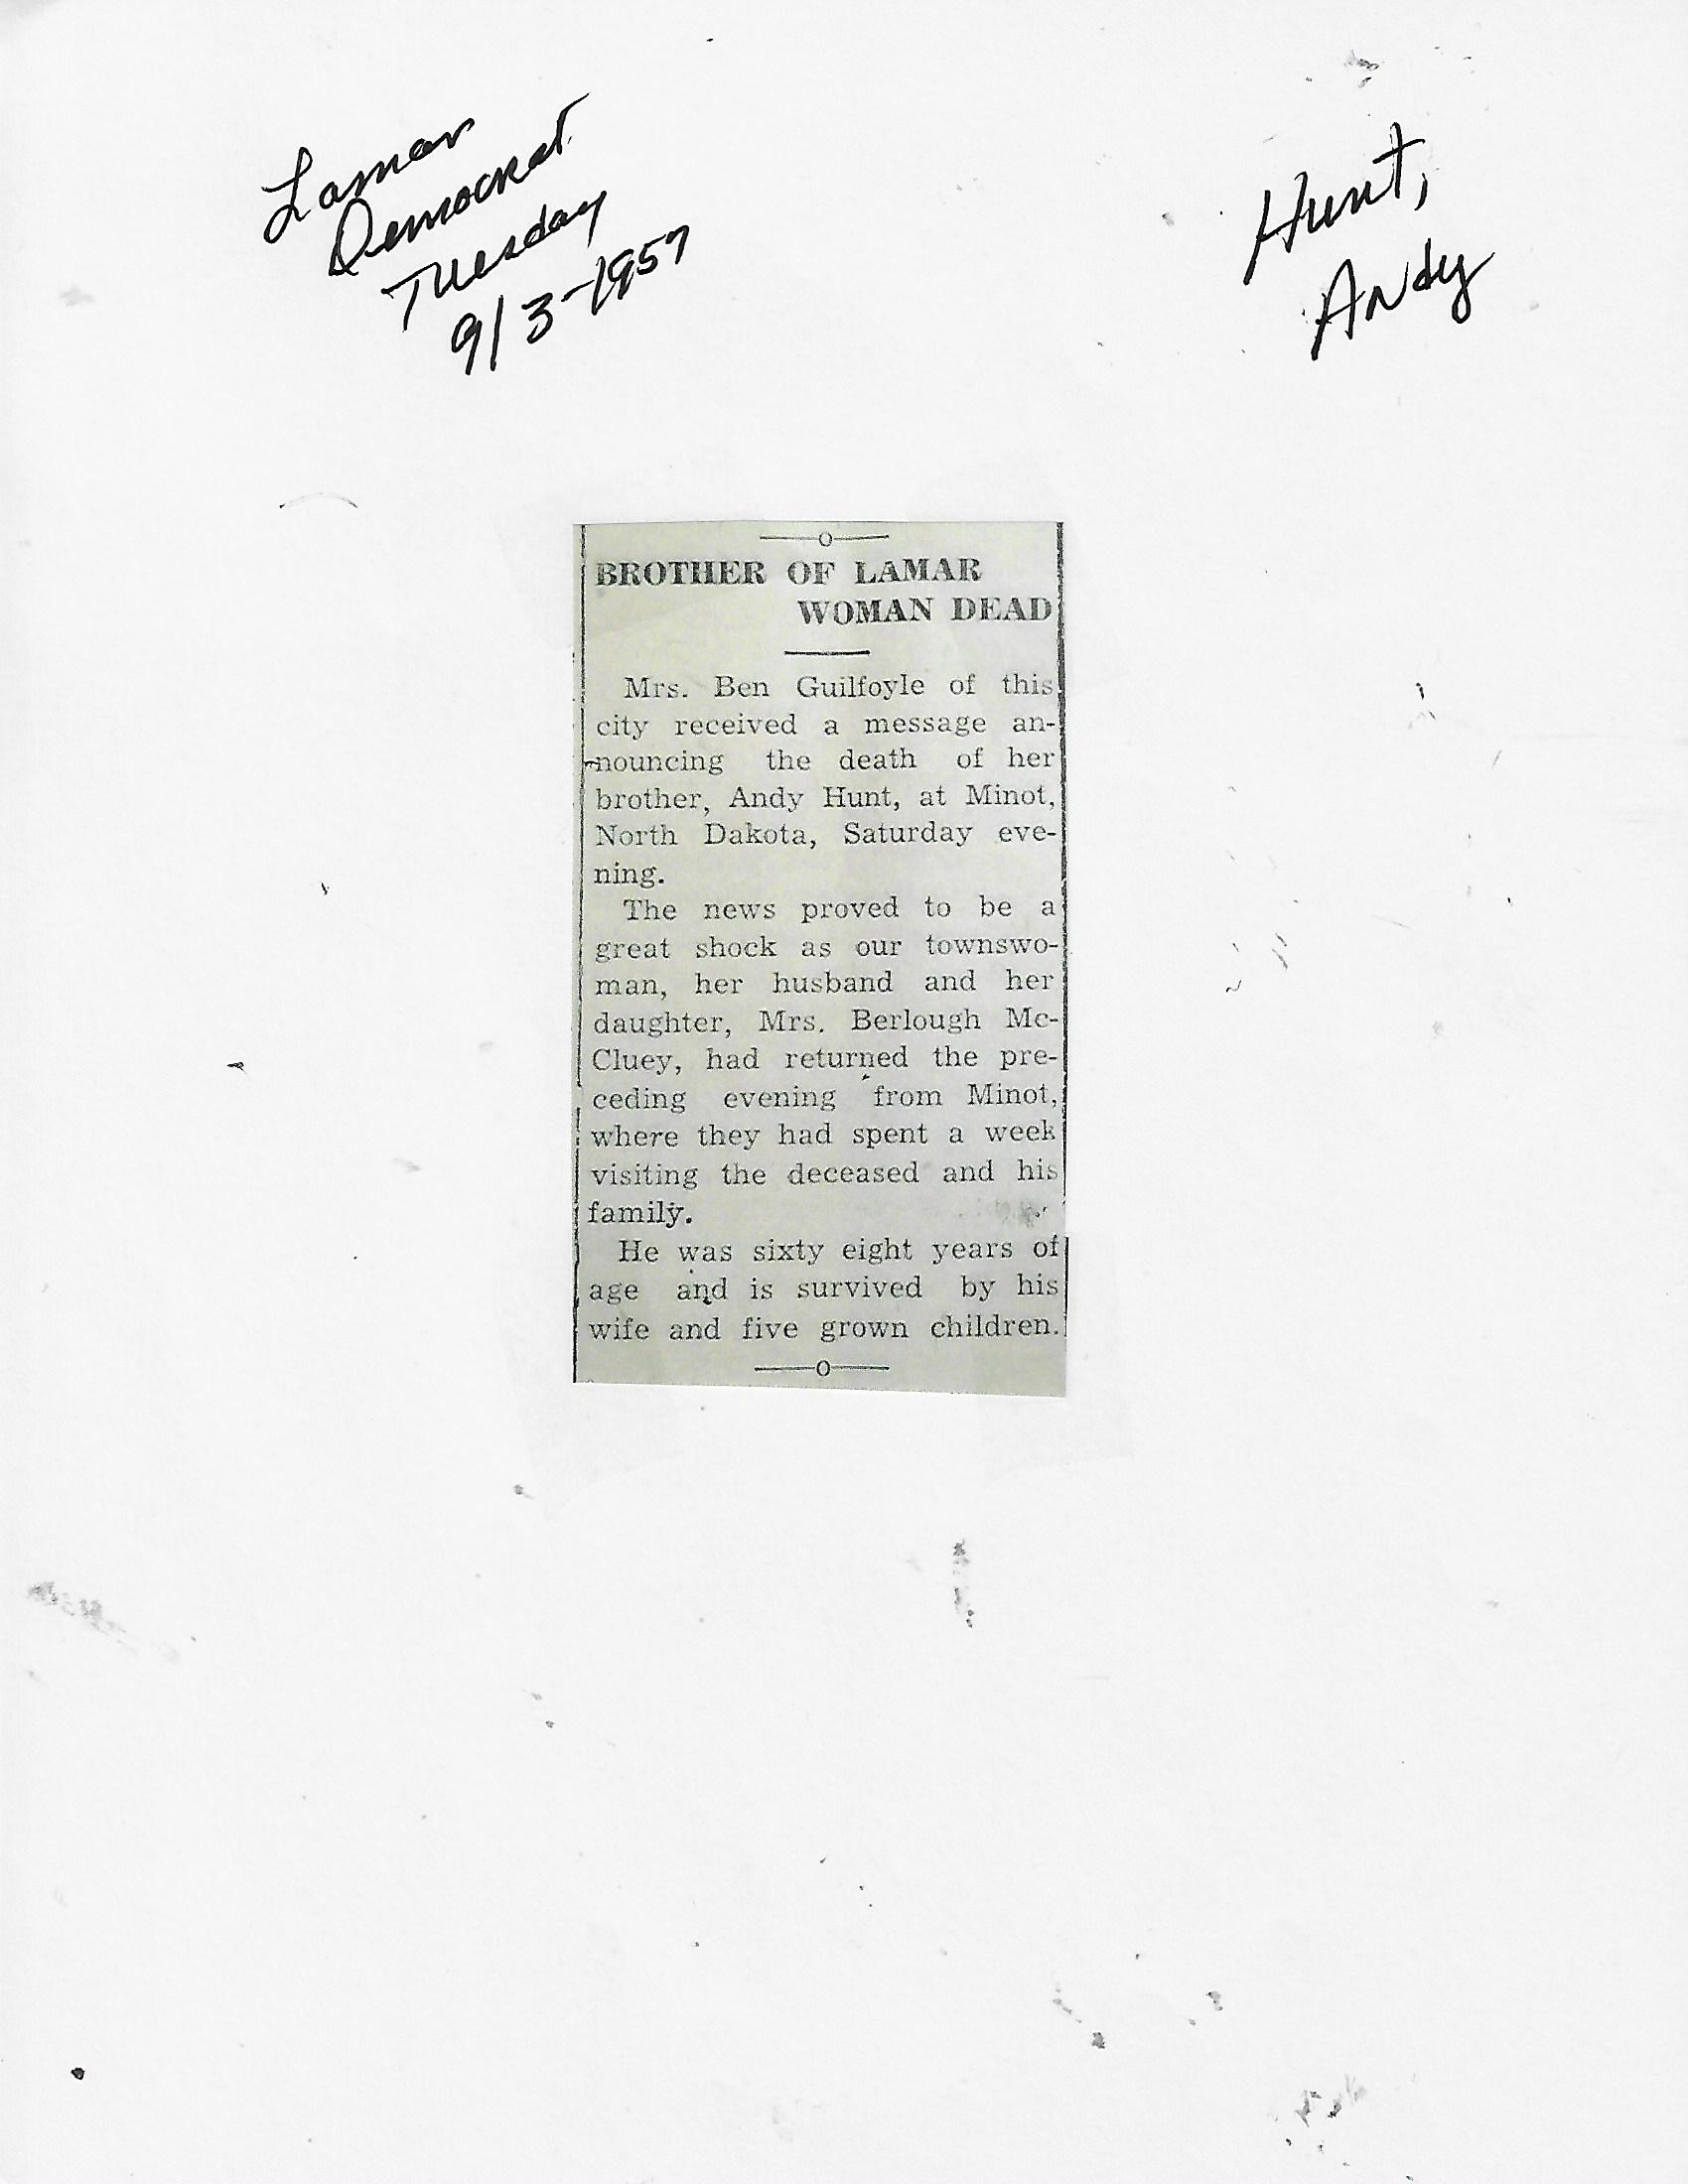 Lamar
Democrat
Tuesday
9/3-1957
Hunt,
Andy
BROTHER OF LAMAR
WOMAN DEAD
Mrs. Ben Guilfoyle of this
city received a message an-
nouncing the death of her
brother, Andy Hunt, at Minot,
North Dakota, Saturday eve-
ning.
The news proved to be a
great shock as our townswo-
man, her husband and her
daughter, Mrs. Berlough Mc-
Cluey, had returned the pre-
ceding evening from Minot,
where they had spent a week
visiting the deceased and his
family.
He was sixty eight years of
age and is survived by his
wife and five grown children.